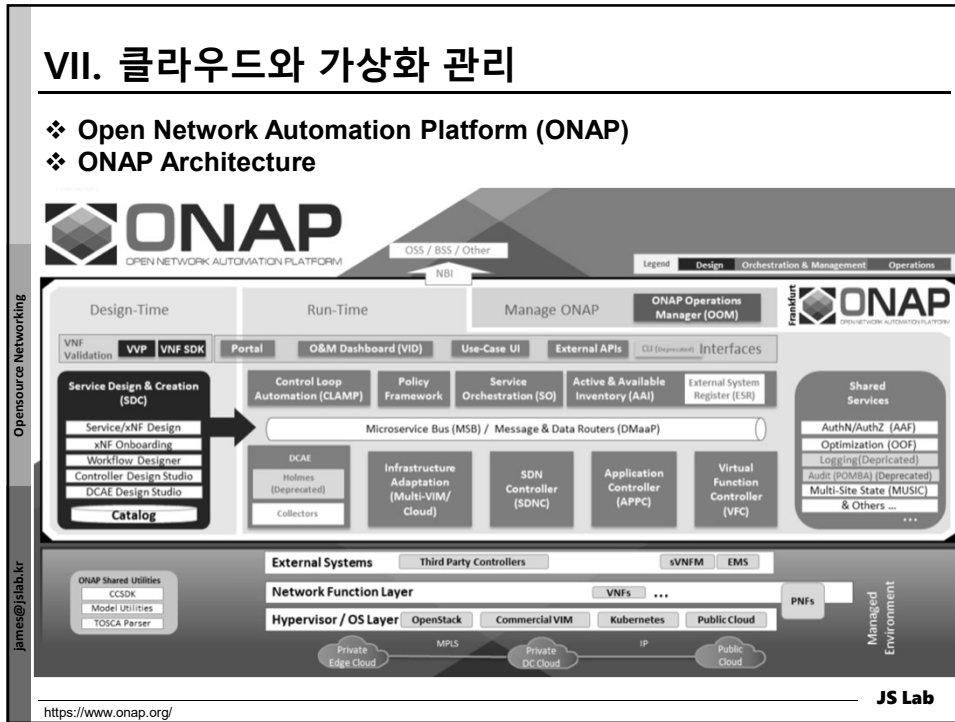 VII. 클라우드와 가상화 관리
❖ Open Network Automation Platform (ONAP)
❖ ONAP Architecture
ONAP
OPEN NETWORK AUTOMATION PLATFORM
OSS / BSS / Other
NBI
Legend Design Orchestration & Management Operations
Design-Time
Run-Time
Manage ONAP
ONAP Operations
Manager (OOM)
Frankfurt
ONAP
OPEN NETWORK AUTOMATION PLATFORM
VNF
Validation
VVP
VNF SDK
Portal
O&M Dashboard (VID)
Use-Case UI
External APIs
CLI (Deprecated)
Interfaces
Service Design & Creation
(SDC)
Service/xNF Design
xNF Onboarding
Workflow Designer
Controller Design Studio
DCAE Design Studio
Catalog
Control Loop
Automation (CLAMP)
Policy
Framework
Service
Orchestration (SO)
Active & Available
Inventory (AAI)
External System
Register (ESR)
Microservice Bus (MSB) / Message & Data Routers (DMaaP)
DCAE
Holmes
(Deprecated)
Collectors
Infrastructure
Adaptation
(Multi-VIM/
Cloud)
SDN
Controller
(SDNC)
Application
Controller
(APPC)
Virtual
Function
Controller
(VFC)
Shared
Services
AuthN/AuthZ (AAF)
Optimization (OOF)
Logging(Depricated)
Audit (POMBA) (Deprecated)
Multi-Site State (MUSIC)
& Others ...
...
ONAP Shared Utilities
CCSDK
Model Utilities
TOSCA Parser
External Systems
Third Party Controllers
sVNFM
EMS
Network Function Layer
VNFs
...
PNFs
Hypervisor / OS Layer
OpenStack
Commercial VIM
Kubernetes
Public Cloud
Private
Edge Cloud
MPLS
Private
DC Cloud
IP
Public
Cloud
Managed
Environment
Opensource Networking
james@jslab.kr
https://www.onap.org/
JS Lab